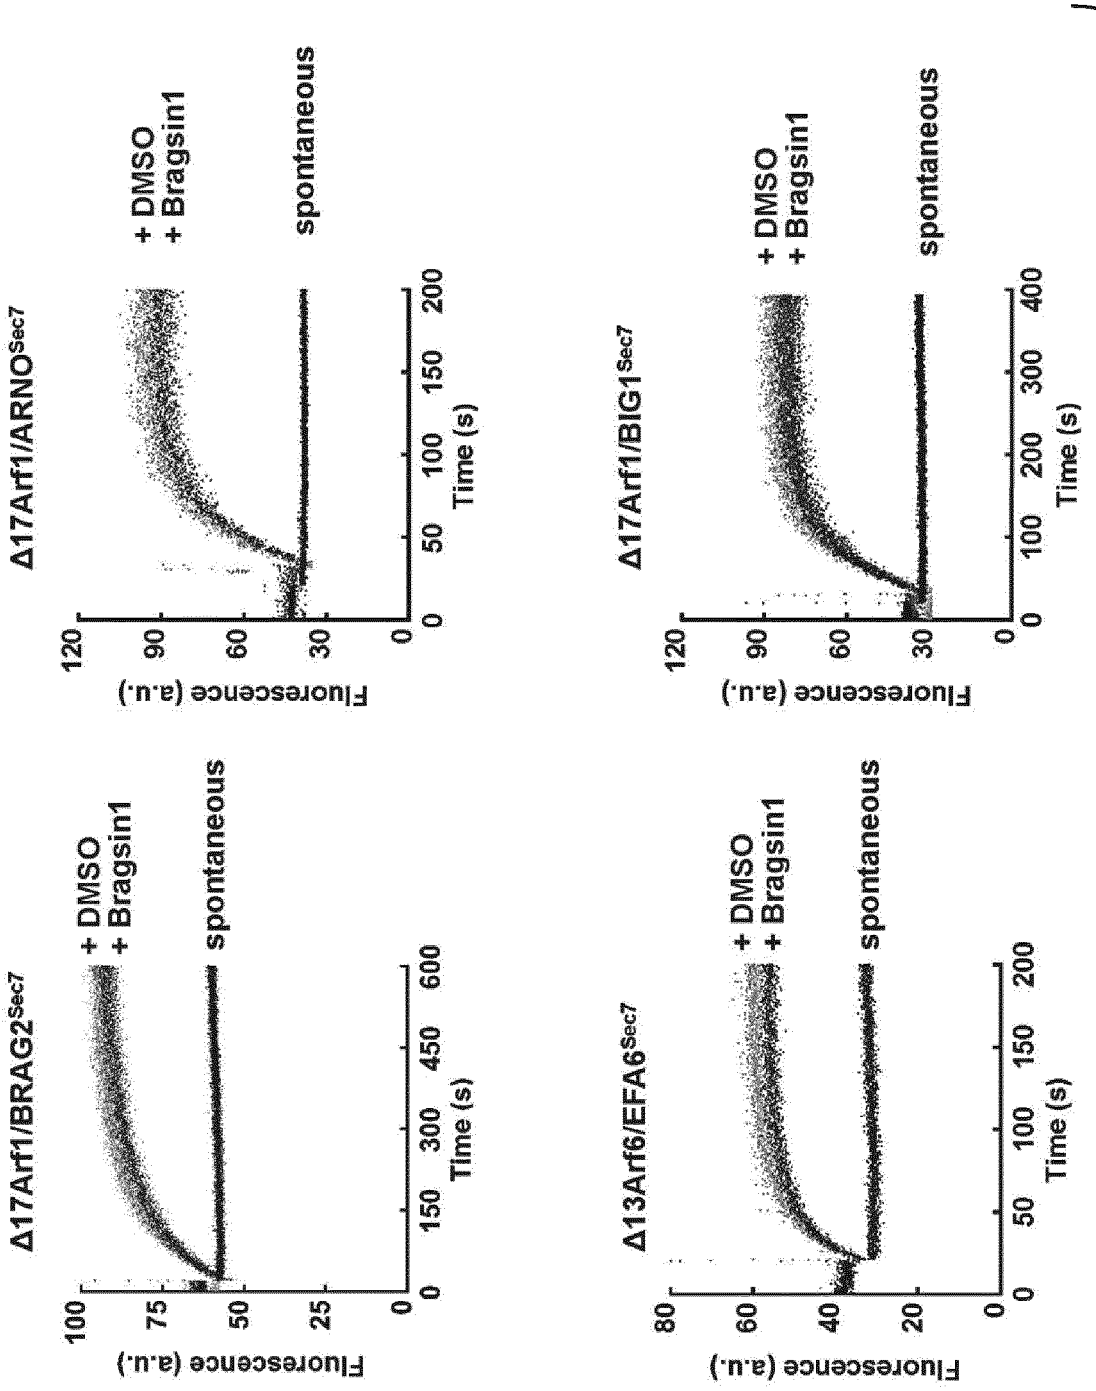 Δ17Arf1/BRAG2Sec7
Fluorescence (a.u.)
100
75
50
25
0
0
150
300
450
600
Time (s)
+ DMSO
+ Bragsin1
spontaneous
Δ17Arf1/ARNOSec7
Fluorescence (a.u.)
120
90
60
30
0
0
50
100
150
200
Time (s)
+ DMSO
+ Bragsin1
spontaneous
Δ13Arf6/EFA6Sec7
Fluorescence (a.u.)
80
60
40
20
0
0
50
100
150
200
Time (s)
+ DMSO
+ Bragsin1
spontaneous
Δ17Arf1/BIG1Sec7
Fluorescence (a.u.)
120
90
60
30
0
0
100
200
300
400
Time (s)
+ DMSO
+ Bragsin1
spontaneous